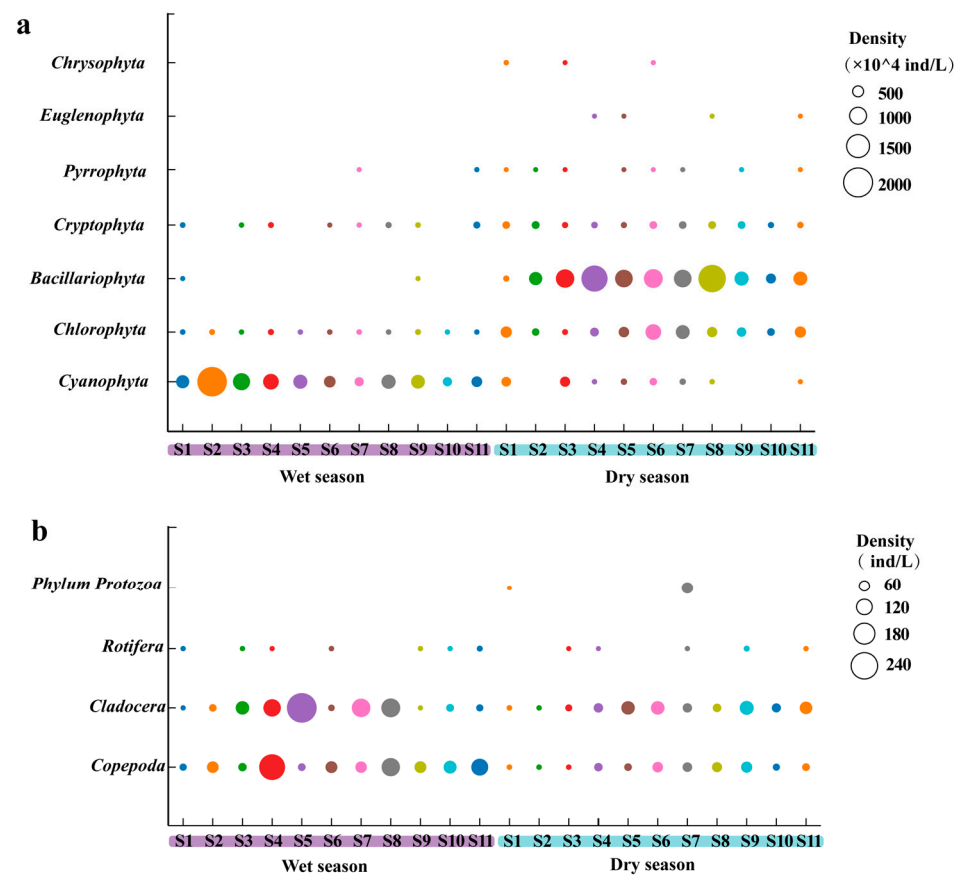 a
Density
(×10^4 ind/L)
500
1000
1500
2000
Chrysophyta
Euglenophyta
Pyrrophyta
Cryptophyta
Bacillariophyta
Chlorophyta
Cyanophyta
S1 S2 S3 S4 S5 S6 S7 S8 S9 S10 S11 S1 S2 S3 S4 S5 S6 S7 S8 S9 S10 S11
Wet season Dry season
b
Density
( ind/L)
60
120
180
240
Phylum Protozoa
Rotifera
Cladocera
Copepoda
S1 S2 S3 S4 S5 S6 S7 S8 S9 S10 S11 S1 S2 S3 S4 S5 S6 S7 S8 S9 S10 S11
Wet season Dry season